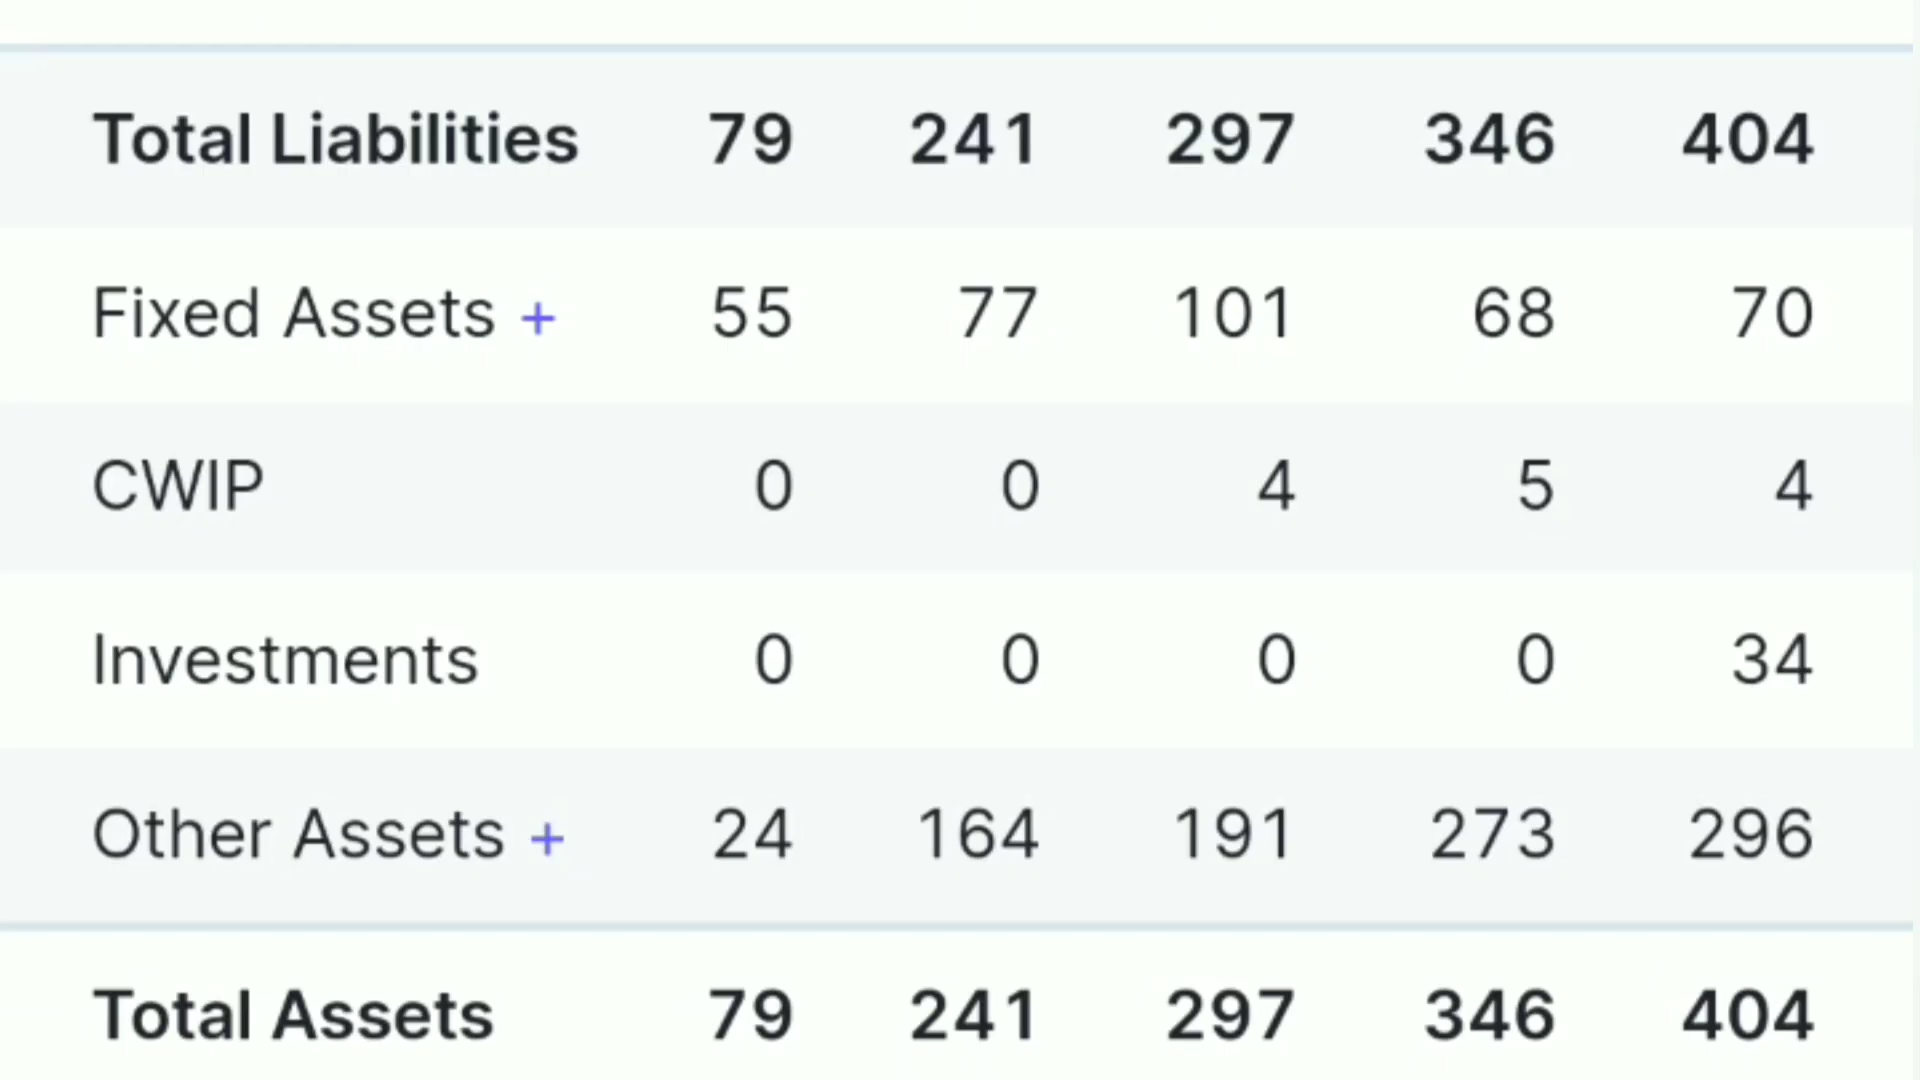 Total Liabilities 79 241 297 346 404
Fixed Assets + 55 77 101 68 70
CWIP 0 0 4 5 4
Investments 0 0 0 0 34
Other Assets + 24 164 191 273 296
Total Assets 79 241 297 346 404